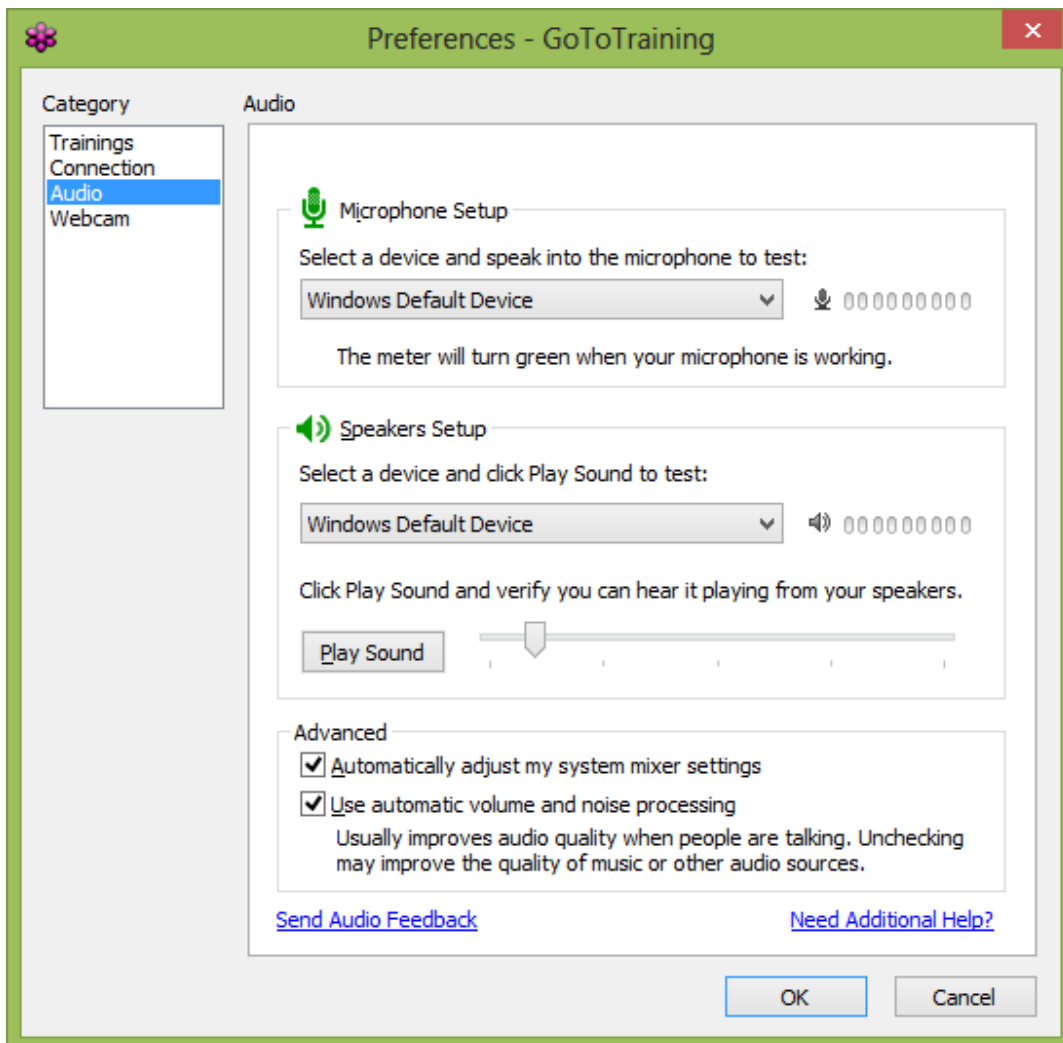 Preferences - GoToTraining
Category
Trainings
Connection
Audio
Webcam
Audio
Microphone Setup
Select a device and speak into the microphone to test:
Windows Default Device
The meter will turn green when your microphone is working.
Speakers Setup
Select a device and click Play Sound to test:
Windows Default Device
Click Play Sound and verify you can hear it playing from your speakers.
Play Sound
Advanced
Automatically adjust my system mixer settings
Use automatic volume and noise processing
Usually improves audio quality when people are talking. Unchecking
may improve the quality of music or other audio sources.
Send Audio Feedback
Need Additional Help?
OK
Cancel